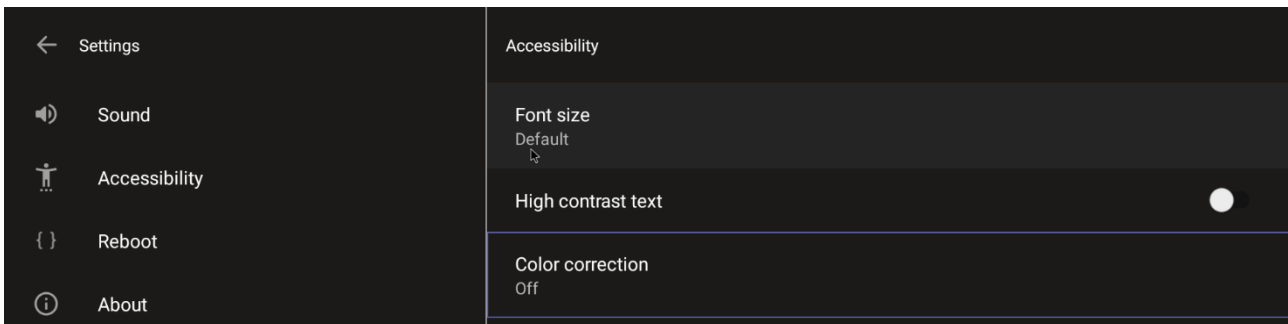 Settings
Sound
Accessibility
Reboot
About
Accessibility
Font size
Default
High contrast text
Color correction
Off